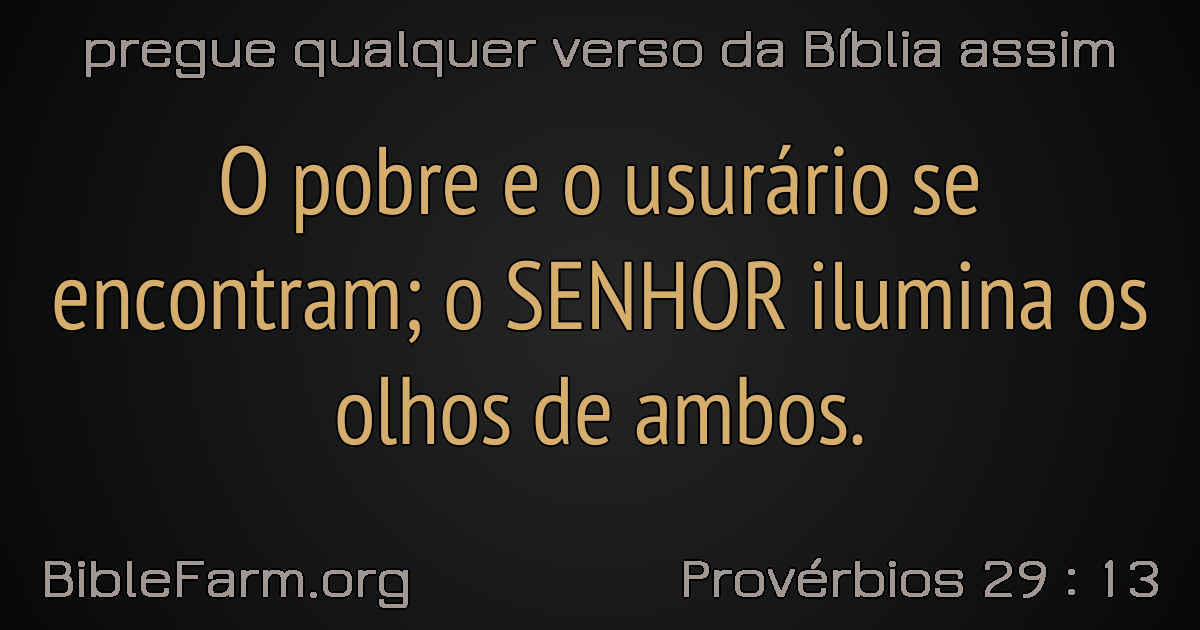 pregue qualquer verso da Bíblia assim
O pobre e o usurário se
encontram; o SENHOR ilumina os
olhos de ambos.
BibleFarm.org
Provérbios 29 : 13